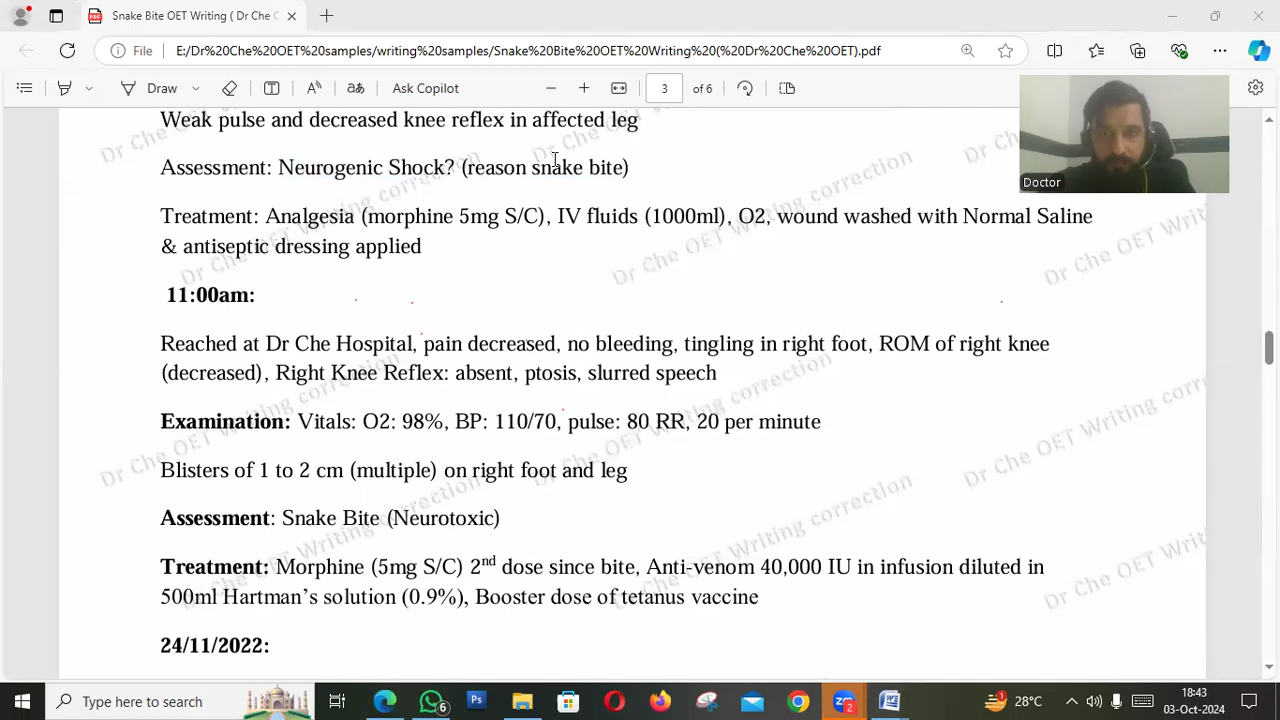 Snake Bite OET Writing ( Dr Che C
File
E:/Dr%20Che%20OET%20samples/writing%20samples/Snake%20Bite%20OET%20Writing%20(%20Dr%20Che%20OET).pdf
Draw
Ask Copilot
3
of 6
Weak pulse and decreased knee reflex in affected leg
Assessment: Neurogenic Shock? (reason snake bite)
Treatment: Analgesia (morphine 5mg S/C), IV fluids (1000ml), O2, wound washed with Normal Saline
& antiseptic dressing applied
11:00am:
Reached at Dr Che Hospital, pain decreased, no bleeding, tingling in right foot, ROM of right knee
(decreased), Right Knee Reflex: absent, ptosis, slurred speech
Examination: Vitals: O2: 98%, BP: 110/70, pulse: 80 RR, 20 per minute
Blisters of 1 to 2 cm (multiple) on right foot and leg
Assessment: Snake Bite (Neurotoxic)
Treatment: Morphine (5mg S/C) 2nd dose since bite, Anti-venom 40,000 IU in infusion diluted in
500ml Hartman's solution (0.9%), Booster dose of tetanus vaccine
24/11/2022:
Dr Che OET Writing correction
Doctor
Type here to search
28°C
18:43
03-Oct-2024